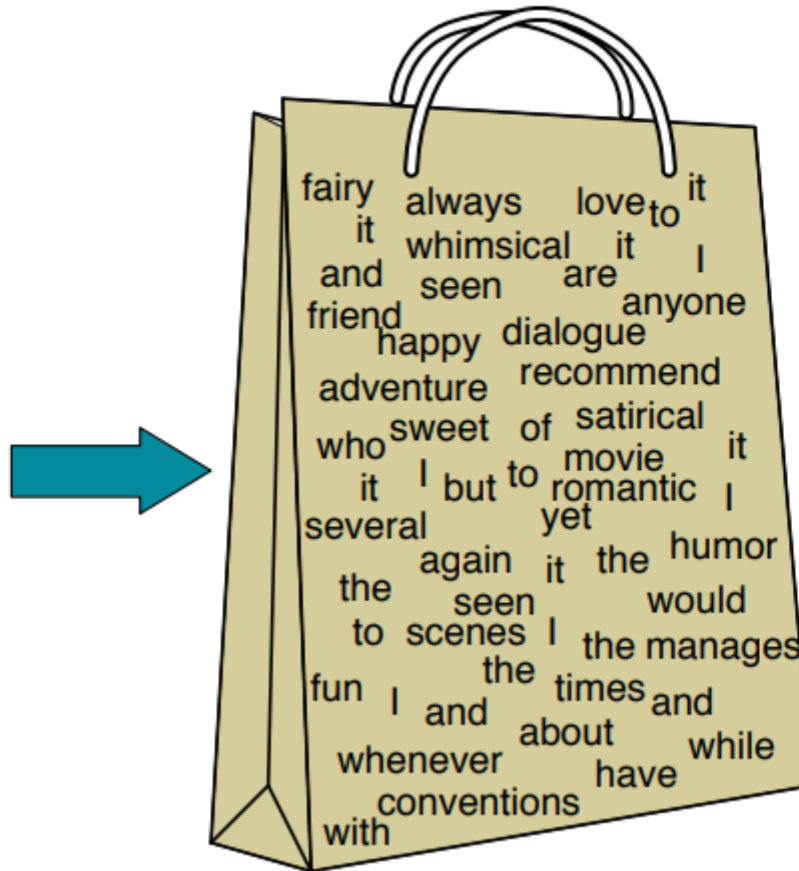 fairy always love to it
it whimsical it I
and seen are anyone
friend happy dialogue
adventure recommend
who sweet of satirical it
it I but to movie romantic I
several yet
again it the humor
the seen would
to scenes I the manages
fun I and the times and
whenever about have while
conventions
with